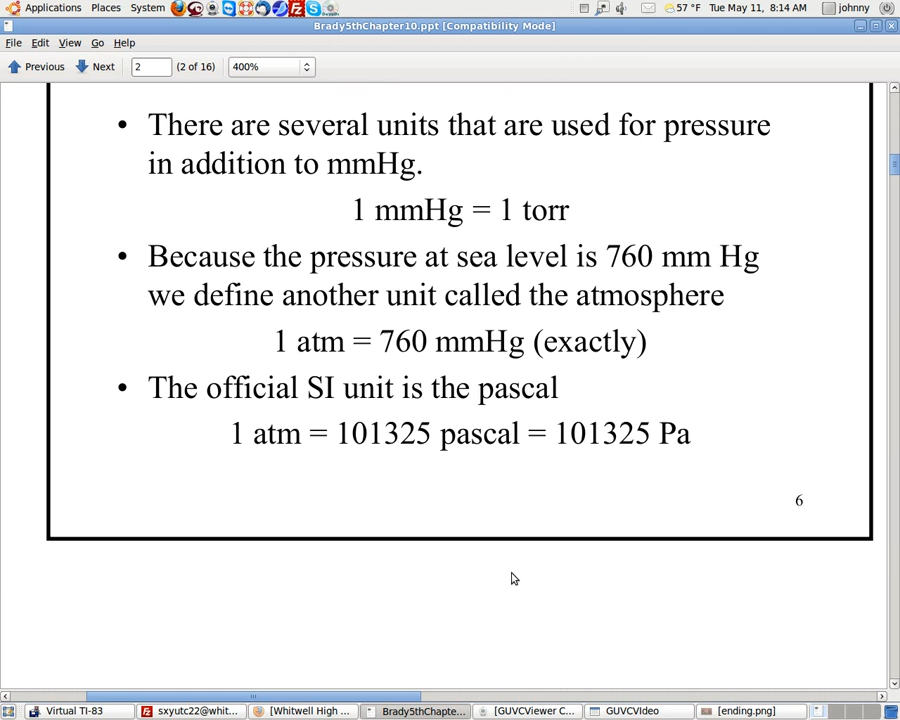 Applications Places System 57 °F Tue May 11, 8:14 AM johnny
Brady5thChapter10.ppt [Compatibility Mode]
File Edit View Go Help
Previous Next 2 (2 of 16) 400%
• There are several units that are used for pressure
in addition to mmHg.
1 mmHg = 1 torr
• Because the pressure at sea level is 760 mm Hg
we define another unit called the atmosphere
1 atm = 760 mmHg (exactly)
• The official SI unit is the pascal
1 atm = 101325 pascal = 101325 Pa
6
Virtual TI-83 sxyutc22@whit... [Whitwell High ... Brady5thChapte... [GUVCViewer C... GUVCVIdeo [ending.png]